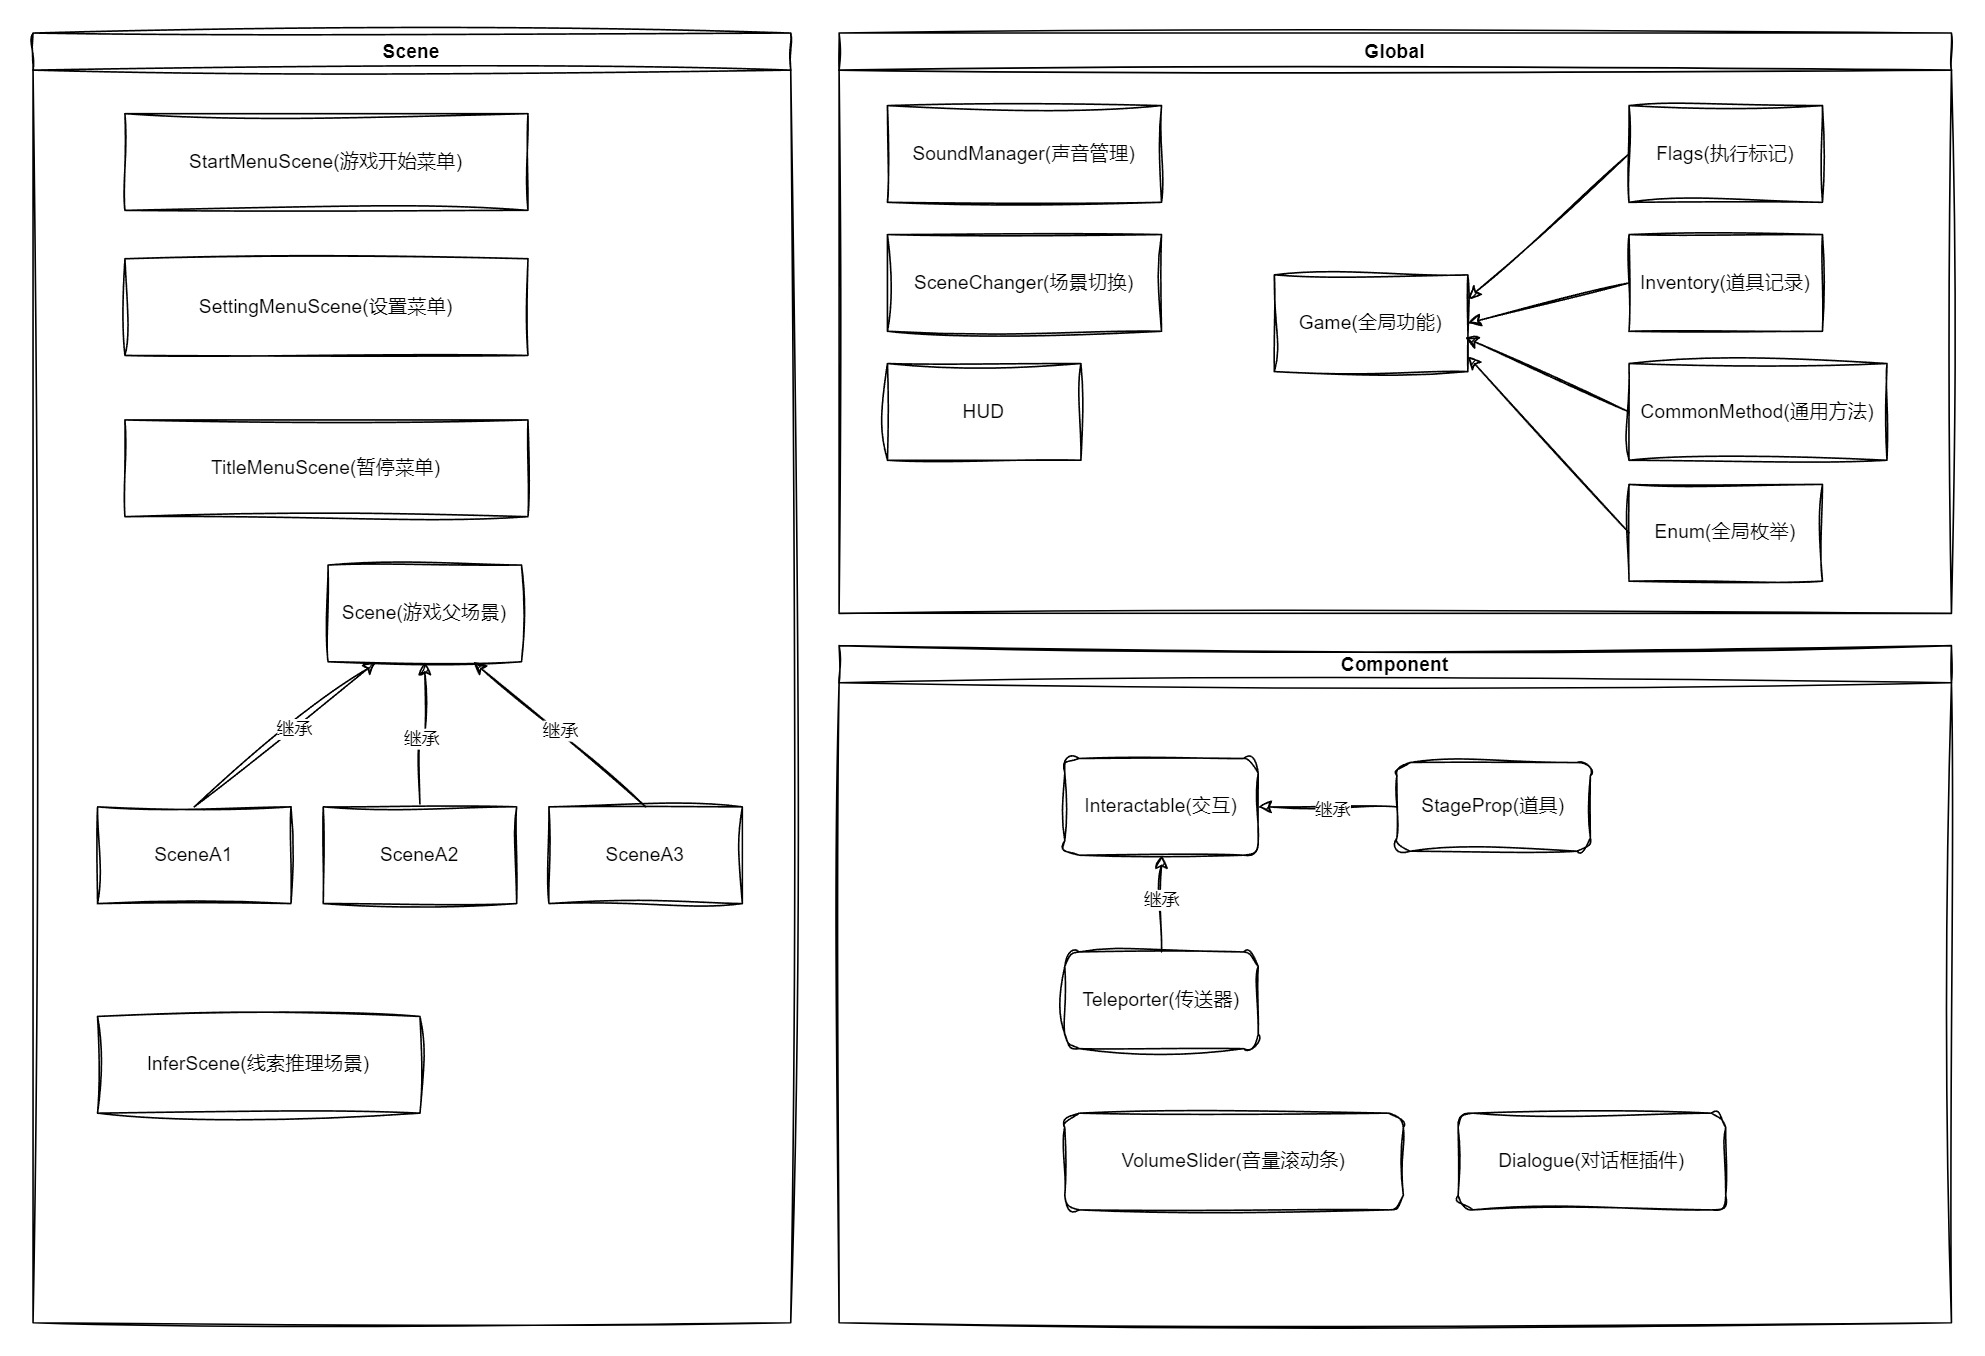 Scene
StartMenuScene(游戏开始菜单)
SettingMenuScene(设置菜单)
TitleMenuScene(暂停菜单)
Scene(游戏父场景)
继承
继承
继承
SceneA1
SceneA2
SceneA3
InferScene(线索推理场景)
Global
SoundManager(声音管理)
SceneChanger(场景切换)
HUD
Game(全局功能)
Flags(执行标记)
Inventory(道具记录)
CommonMethod(通用方法)
Enum(全局枚举)
Component
Interactable(交互)
继承
StageProp(道具)
继承
Teleporter(传送器)
VolumeSlider(音量滚动条)
Dialogue(对话框插件)